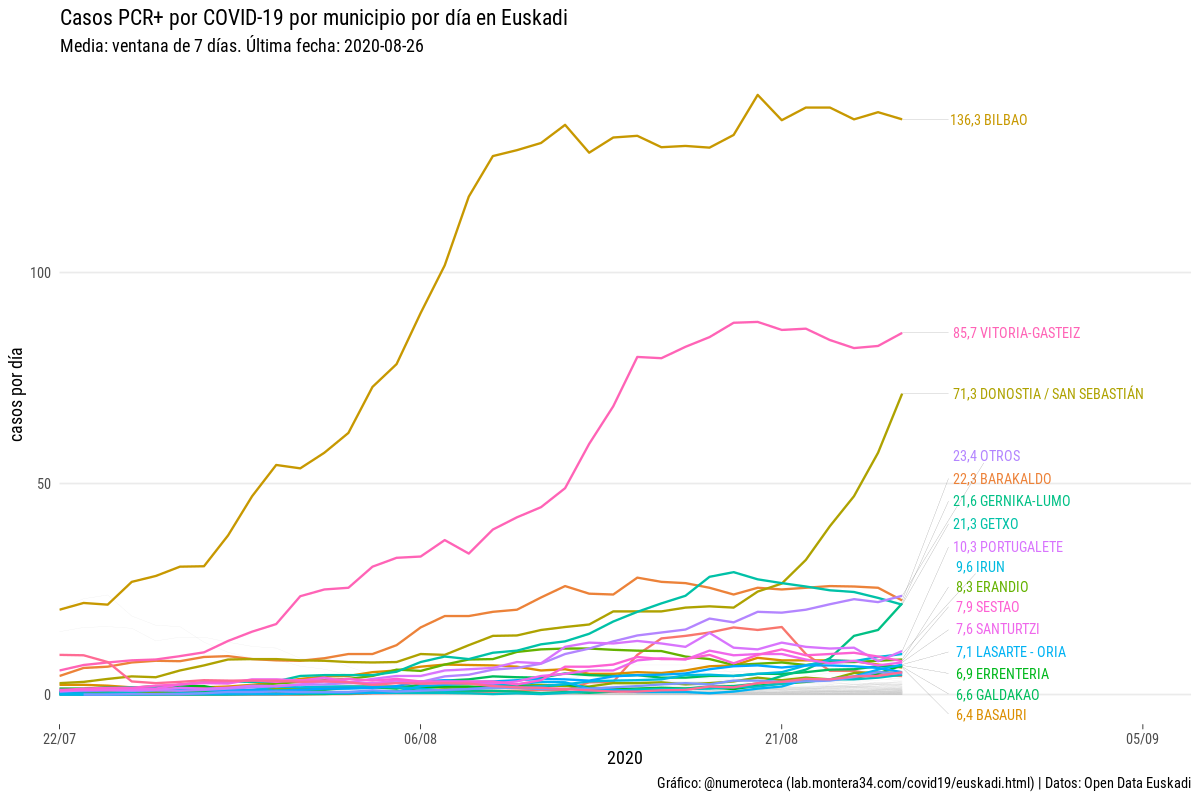 Casos PCR+ por COVID-19 por municipio por día en Euskadi
Media: ventana de 7 días. Última fecha: 2020-08-26
136,3 BILBAO
100
casos por día
85,7 VITORIA-GASTEIZ
71,3 DONOSTIA / SAN SEBASTIÁN
23,4 OTROS
22,3 BARAKALDO
50
21,6 GERNIKA-LUMO
21,3 GETXO
10,3 PORTUGALETE
9,6 IRUN
8,3 ERANDIO
7,9 SESTAO
7,6 SANTURTZI
7,1 LASARTE - ORIA
6,9 ERRENTERIA
0
6,6 GALDAKAO
6,4 BASAURI
22/07
06/08
21/08
05/09
2020
Gráfico: @numeroteca (lab.montera34.com/covid19/euskadi.html) | Datos: Open Data Euskadi